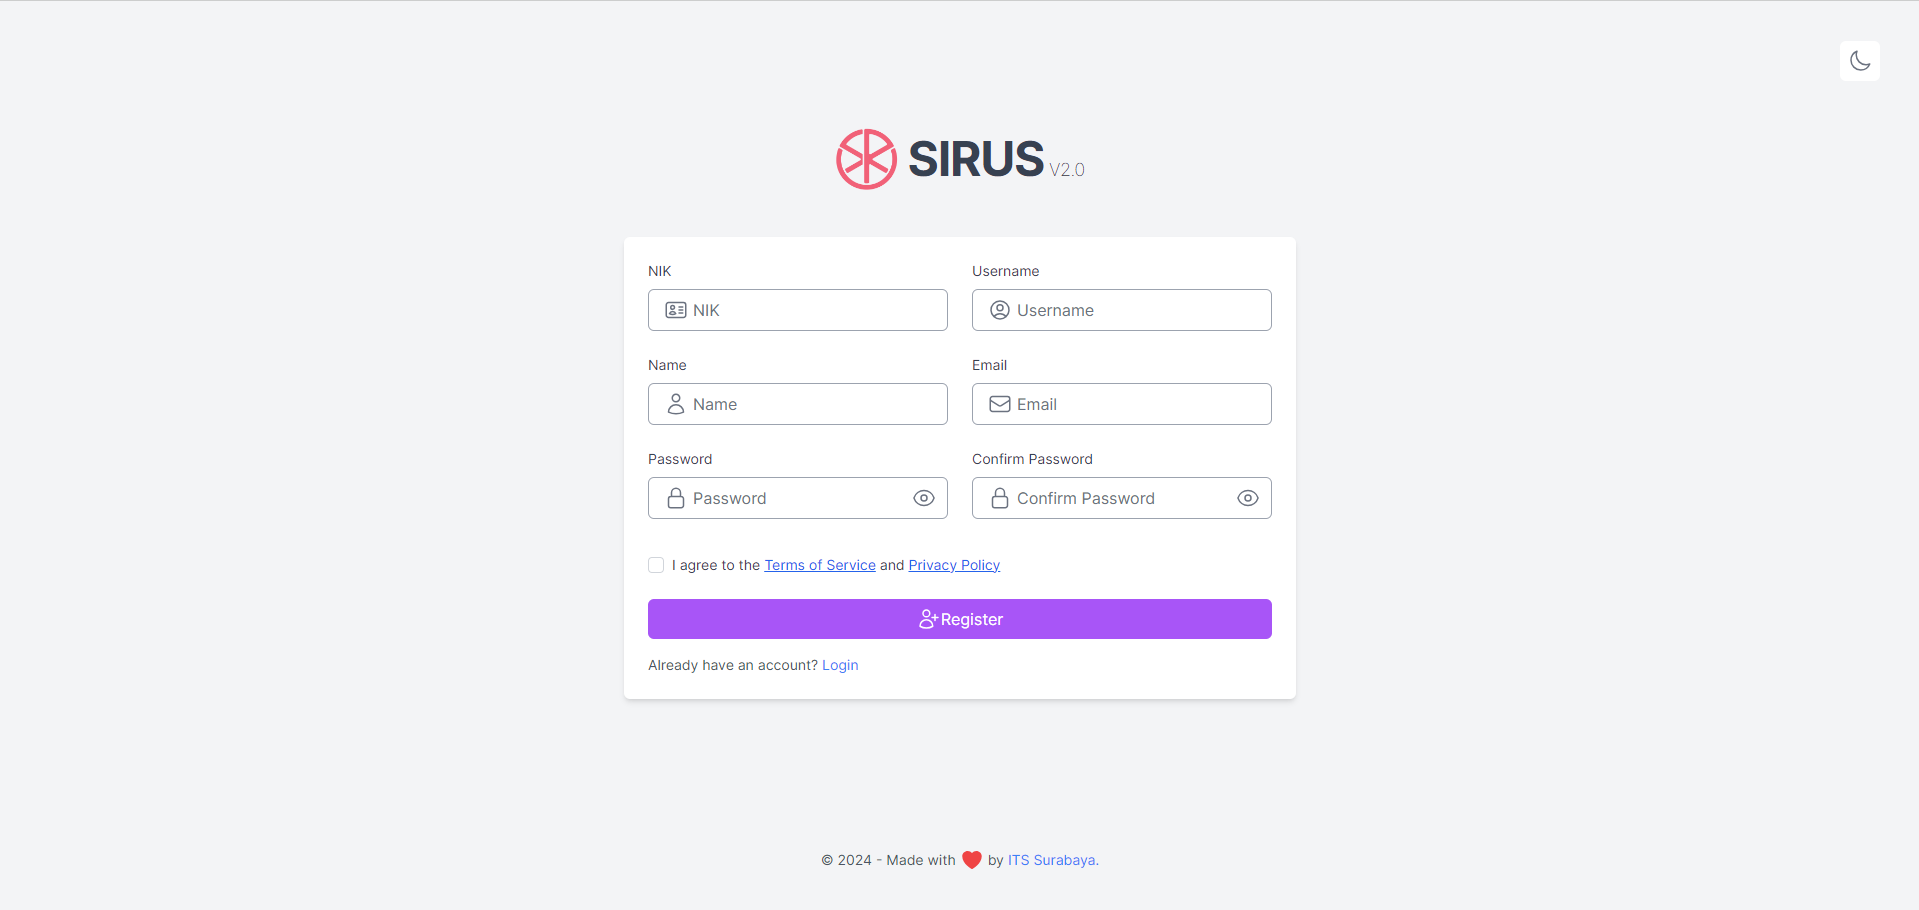 SIRUS V2.0
NIK Username
NIK Username
Name Email
Name Email
Password Confirm Password
Password Confirm Password
I agree to the Terms of Service and Privacy Policy
Register
Already have an account? Login
© 2024 - Made with ❤ by ITS Surabaya.